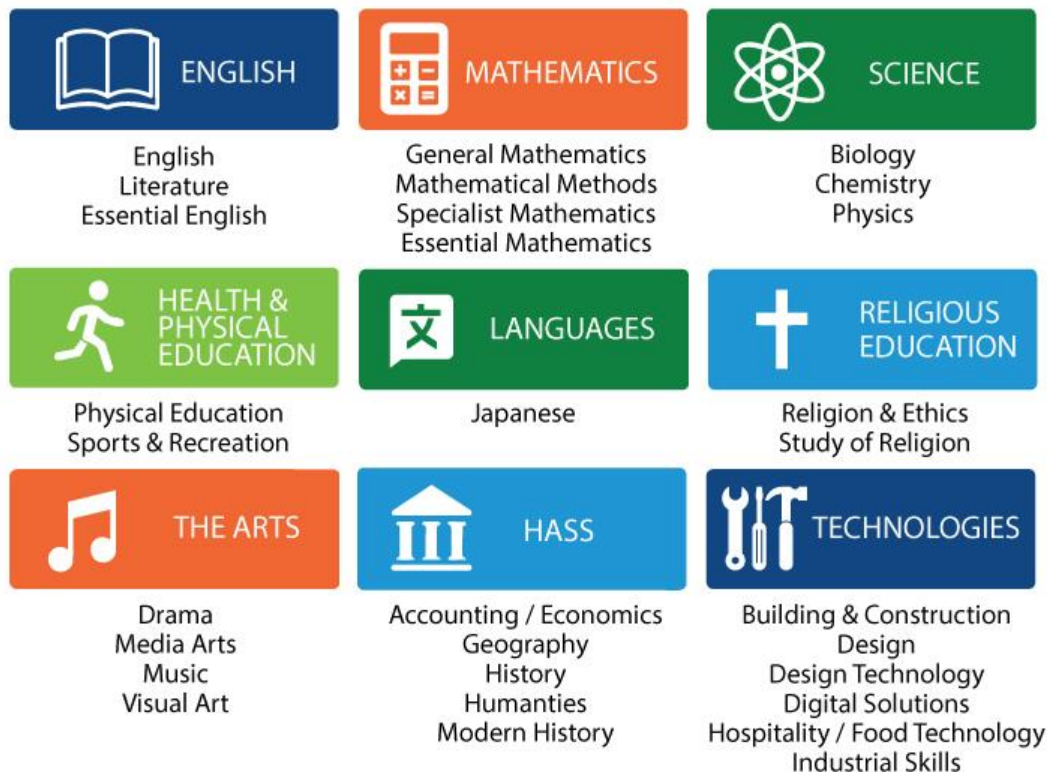 ENGLISH
English
Literature
Essential English
MATHEMATICS
General Mathematics
Mathematical Methods
Specialist Mathematics
Essential Mathematics
SCIENCE
Biology
Chemistry
Physics
HEALTH &
PHYSICAL
EDUCATION
Physical Education
Sports & Recreation
文
LANGUAGES
Japanese
RELIGIOUS
EDUCATION
Religion & Ethics
Study of Religion
THE ARTS
Drama
Media Arts
Music
Visual Art
HASS
Accounting / Economics
Geography
History
Humanties
Modern History
TECHNOLOGIES
Building & Construction
Design
Design Technology
Digital Solutions
Hospitality / Food Technology
Industrial Skills